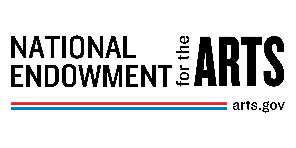 NATIONAL
ENDOWMENT
for the
ARTS
arts.gov